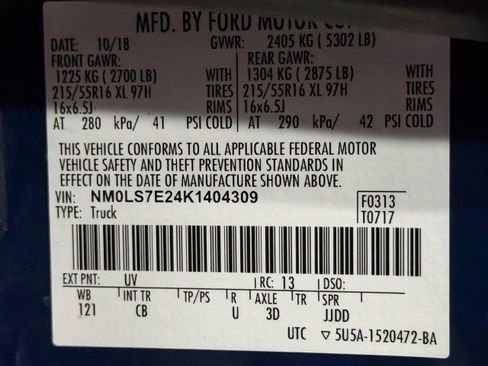 MFD. BY FORD MOTOR CO.
DATE: 10/18 GVWR: 2405 KG ( 5302 LB)
FRONT GAWR: REAR GAWR:
1225 KG ( 2700 LB) WITH 1304 KG ( 2875 LB) WITH
215/55R16 XL 97H TIRES 215/55R16 XL 97H TIRES
16x6.5J RIMS 16x6.5J RIMS
AT 280 kPa/ 41 PSI COLD AT 290 kPa/ 42 PSI COLD
THIS VEHICLE CONFORMS TO ALL APPLICABLE FEDERAL MOTOR
VEHICLE SAFETY AND THEFT PREVENTION STANDARDS IN
EFFECT ON THE DATE OF MANUFACTURE SHOWN ABOVE.
VIN: NM0LS7E24K1404309 F0313
TYPE: Truck T0717
EXT PNT: UV RC: 13 DSO:
WB INT TR TP/PS R AXLE TR SPR
121 CB U 3D JJDD
UTC ▽ 5U5A-1520472-BA